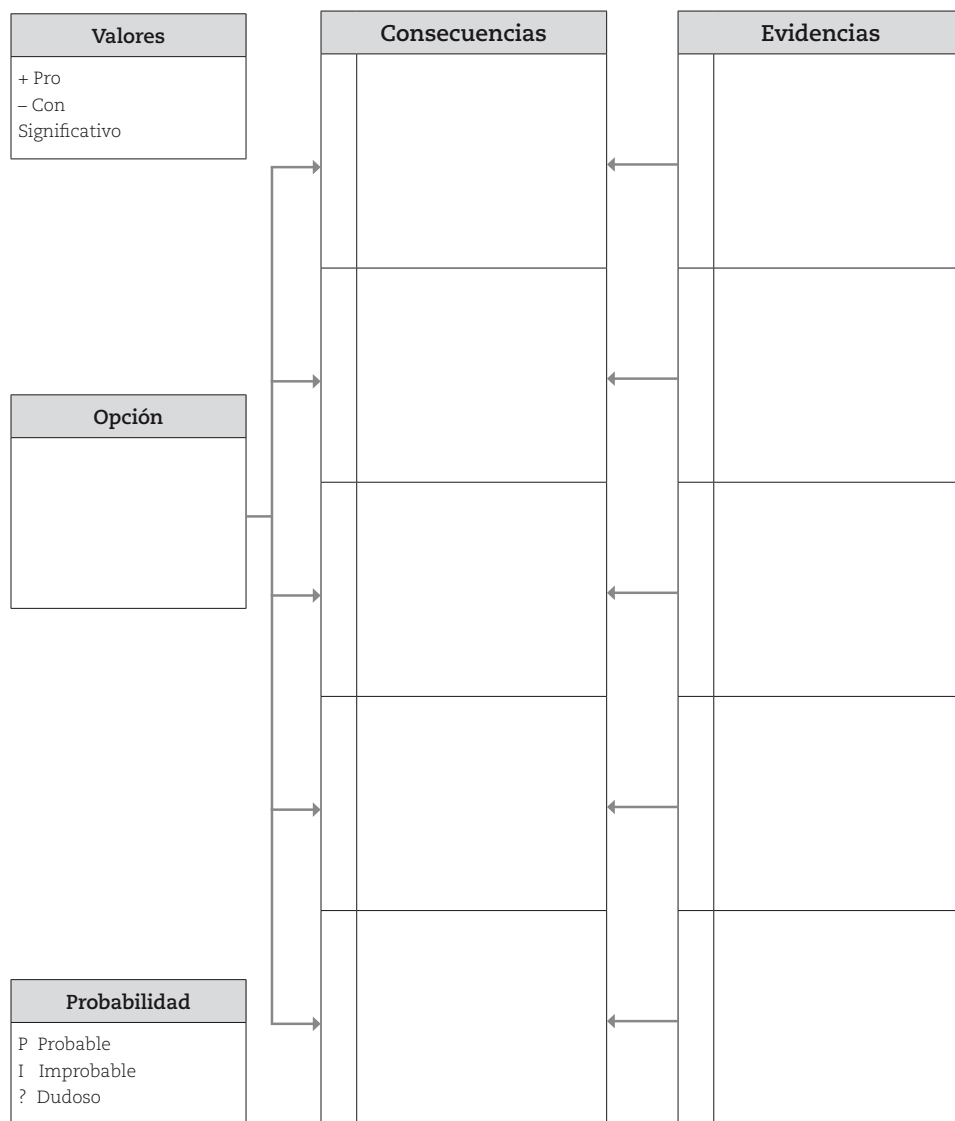 Valores
+ Pro
– Con
Significativo
Opción
Probabilidad
P Probable
I Improbable
? Dudoso
Consecuencias
Evidencias